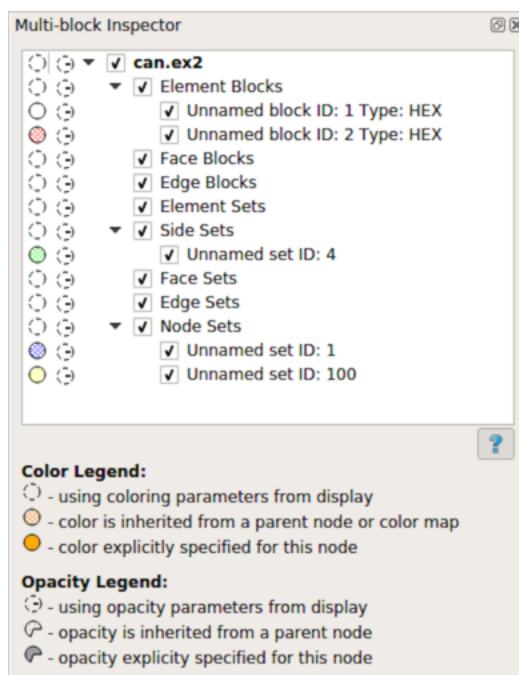 Multi-block Inspector
can.ex2
Element Blocks
Unnamed block ID: 1 Type: HEX
Unnamed block ID: 2 Type: HEX
Face Blocks
Edge Blocks
Element Sets
Side Sets
Unnamed set ID: 4
Face Sets
Edge Sets
Node Sets
Unnamed set ID: 1
Unnamed set ID: 100
?
Color Legend:
- using coloring parameters from display
- color is inherited from a parent node or color map
- color explicitly specified for this node
Opacity Legend:
- using opacity parameters from display
- opacity is inherited from a parent node
- opacity explicity specified for this node